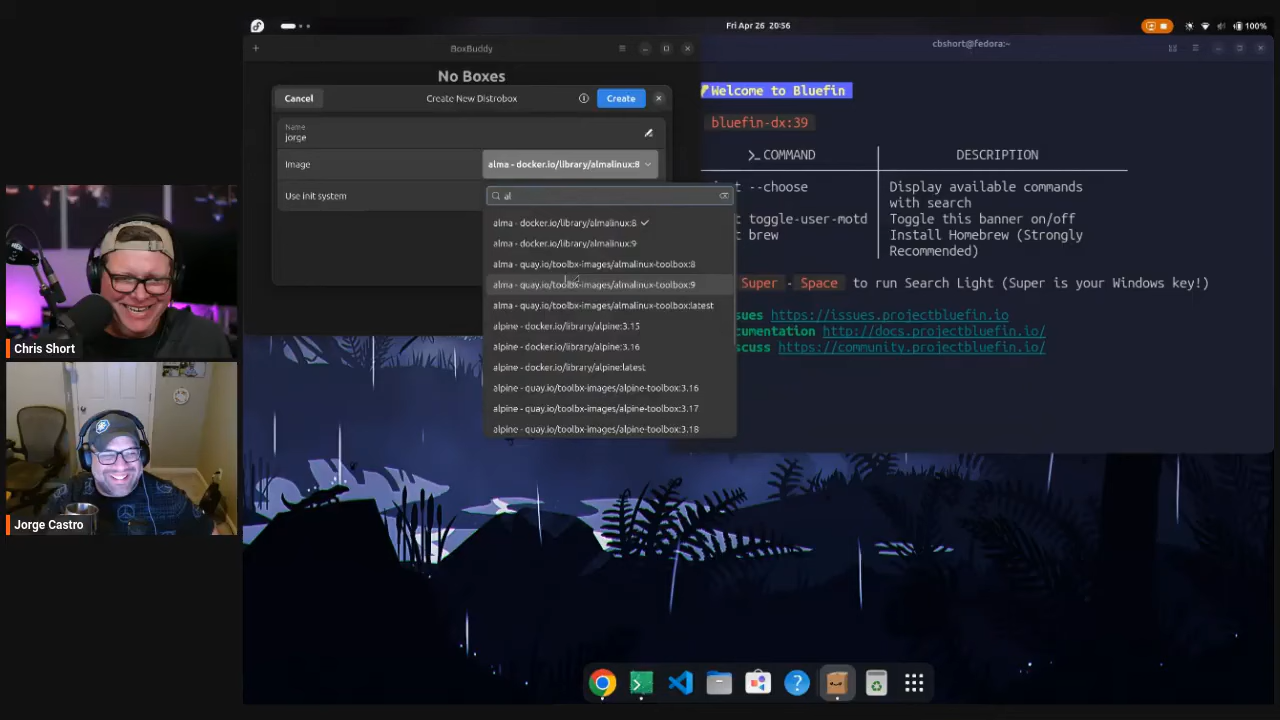 Fri Apr 26 20:56
100%
BoxBuddy
cbshort@fedora:~
No Boxes
Cancel
Create New Distrobox
Create
Name
jorge
Image
alma - docker.io/library/almalinux:8
Use init system
al
alma - docker.io/library/almalinux:8
alma - docker.io/library/almalinux:9
alma - quay.io/toolbx-images/almalinux-toolbox:8
alma - quay.io/toolbx-images/almalinux-toolbox:9
alma - quay.io/toolbx-images/almalinux-toolbox:latest
alpine - docker.io/library/alpine:3.15
alpine - docker.io/library/alpine:3.16
alpine - docker.io/library/alpine:latest
alpine - quay.io/toolbx-images/alpine-toolbox:3.16
alpine - quay.io/toolbx-images/alpine-toolbox:3.17
alpine - quay.io/toolbx-images/alpine-toolbox:3.18
Welcome to Bluefin
bluefin-dx:39
COMMAND DESCRIPTION
--choose Display available commands
with search
toggle-user-motd Toggle this banner on/off
brew Install Homebrew (Strongly
Recommended)
Super - Space to run Search Light (Super is your Windows key!)
sues https://issues.projectbluefin.io
cumentation http://docs.projectbluefin.io/
scuss https://community.projectbluefin.io/
Chris Short
Jorge Castro